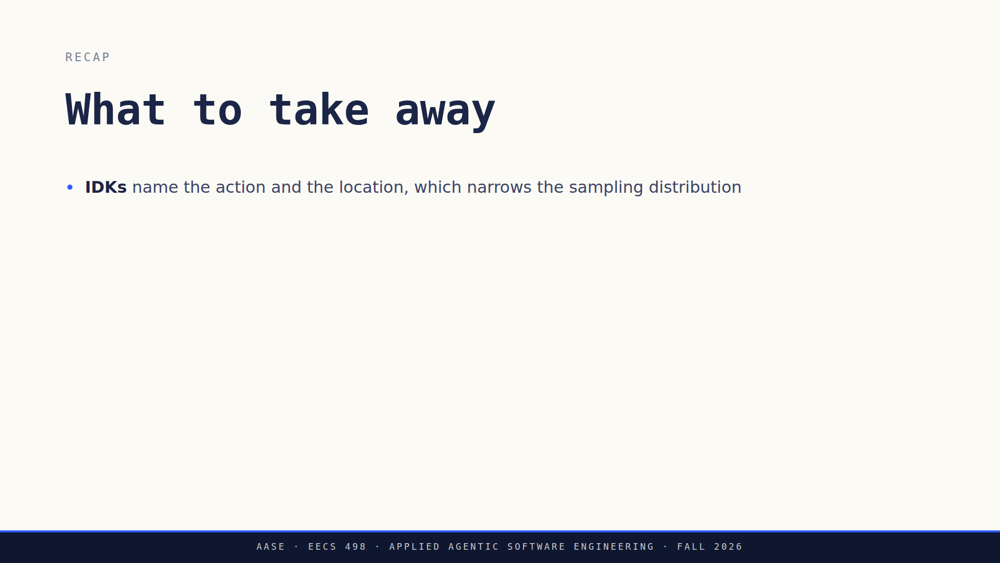 RECAP
What to take away
• IDKs name the action and the location, which narrows the sampling distribution
AASE · EECS 498 · APPLIED AGENTIC SOFTWARE ENGINEERING · FALL 2026